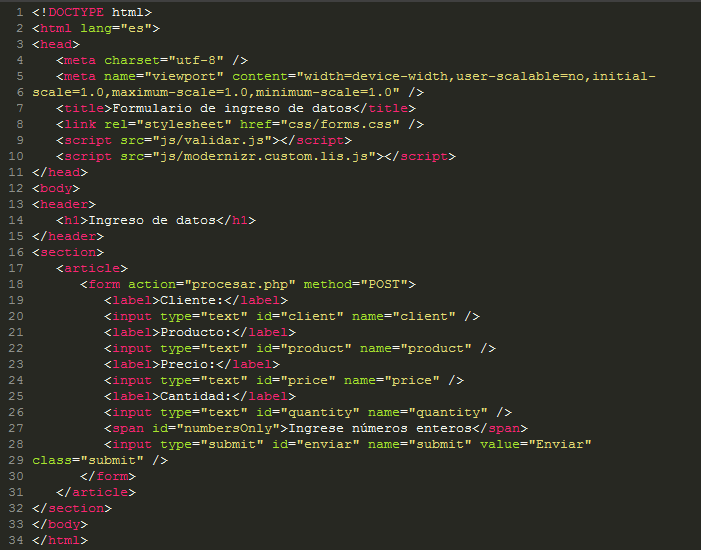 1 <!DOCTYPE html>
2 <html lang="es">
3 <head>
4 <meta charset="utf-8" />
5 <meta name="viewport" content="width=device-width,user-scalable=no,initial-
6 scale=1.0,maximum-scale=1.0,minimum-scale=1.0" />
7 <title>Formulario de ingreso de datos</title>
8 <link rel="stylesheet" href="css/forms.css" />
9 <script src="js/validar.js"></script>
10 <script src="js/modernizr.custom.lis.js"></script>
11 </head>
12 <body>
13 <header>
14 <h1>Ingreso de datos</h1>
15 </header>
16 <section>
17 <article>
18 <form action="procesar.php" method="POST">
19 <label>Cliente:</label>
20 <input type="text" id="client" name="client" />
21 <label>Producto:</label>
22 <input type="text" id="product" name="product" />
23 <label>Precio:</label>
24 <input type="text" id="price" name="price" />
25 <label>Cantidad:</label>
26 <input type="text" id="quantity" name="quantity" />
27 <span id="numbersOnly">Ingrese números enteros</span>
28 <input type="submit" id="enviar" name="submit" value="Enviar"
29 class="submit" />
30 </form>
31 </article>
32 </section>
33 </body>
34 </html>